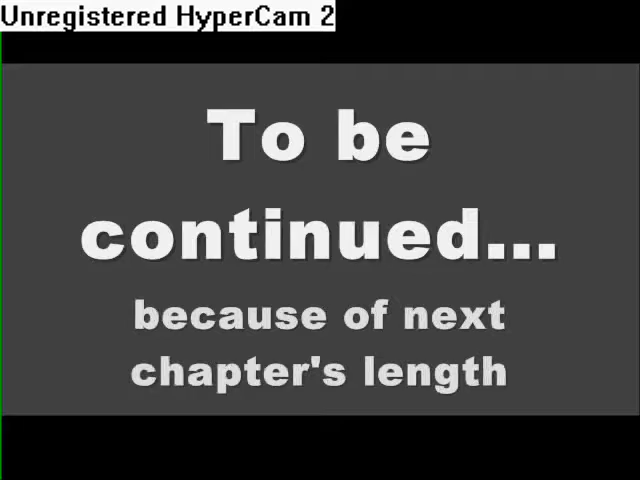 Unregistered HyperCam 2
To be
continued...
because of next
chapter's length